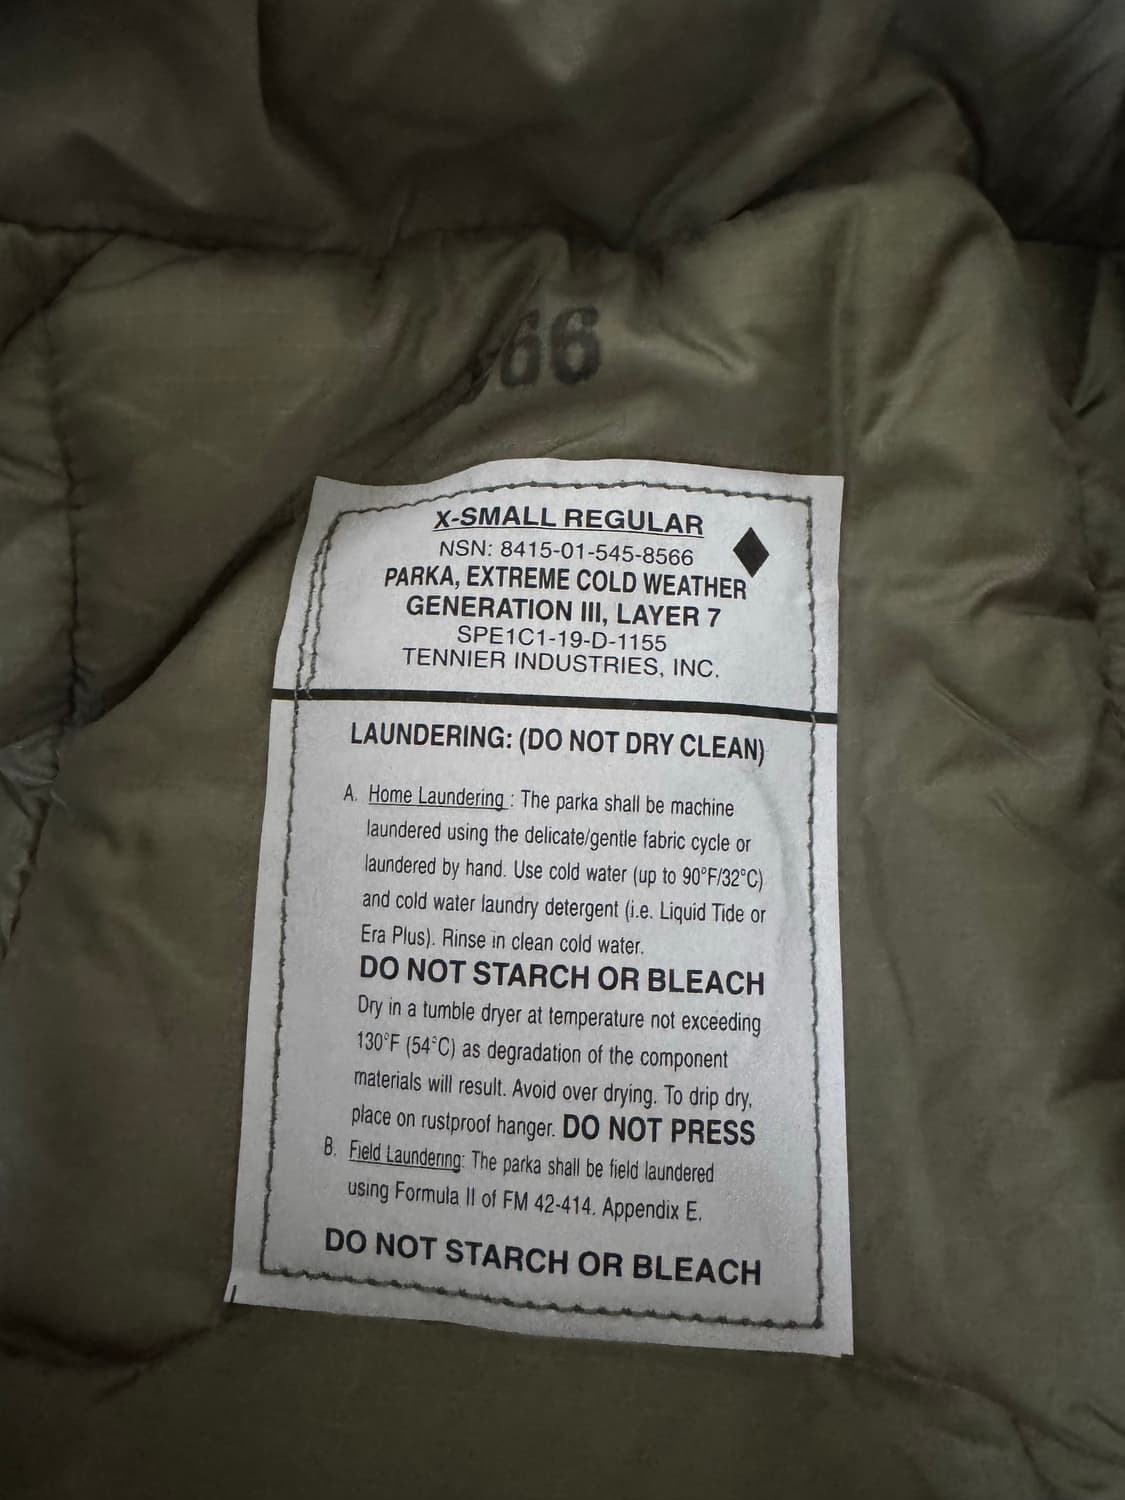 66
X-SMALL REGULAR
NSN: 8415-01-545-8566
PARKA, EXTREME COLD WEATHER
GENERATION III, LAYER 7
SPE1C1-19-D-1155
TENNIER INDUSTRIES, INC.
LAUNDERING: (DO NOT DRY CLEAN)
A. Home Laundering : The parka shall be machine
laundered using the delicate/gentle fabric cycle or
laundered by hand. Use cold water (up to 90°F/32°C)
and cold water laundry detergent (i.e. Liquid Tide or
Era Plus). Rinse in clean cold water.
DO NOT STARCH OR BLEACH
Dry in a tumble dryer at temperature not exceeding
130°F (54°C) as degradation of the component
materials will result. Avoid over drying. To drip dry,
place on rustproof hanger. DO NOT PRESS
B. Field Laundering: The parka shall be field laundered
using Formula II of FM 42-414. Appendix E.
DO NOT STARCH OR BLEACH